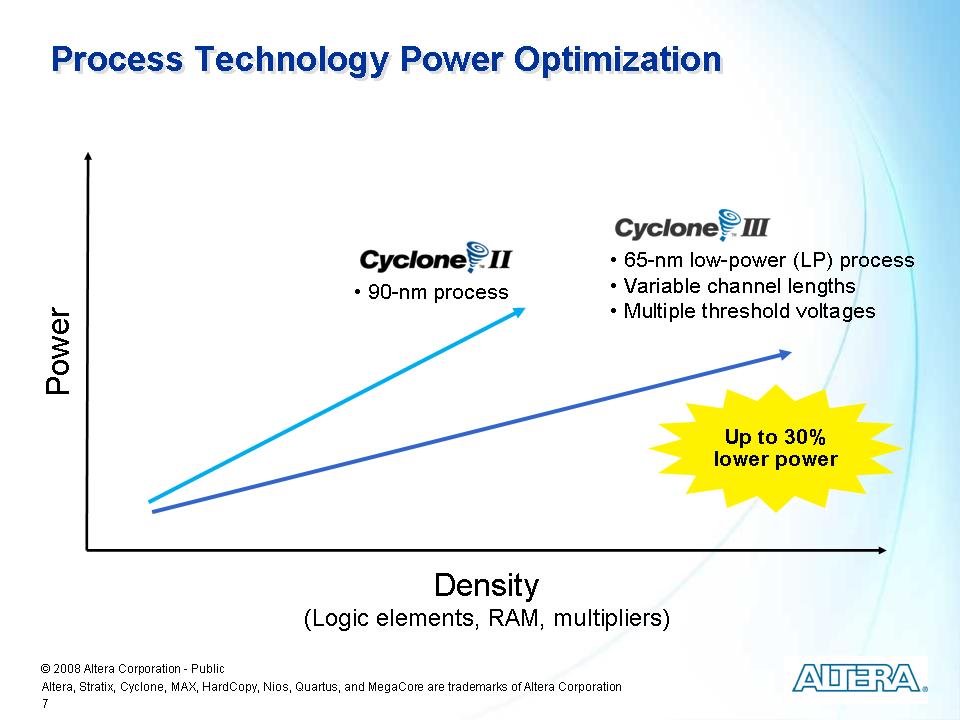 Process Technology Power Optimization
Power
Cyclone™ II
• 90-nm process
Cyclone™ III
• 65-nm low-power (LP) process
• Variable channel lengths
• Multiple threshold voltages
Up to 30%
lower power
Density
(Logic elements, RAM, multipliers)
© 2008 Altera Corporation - Public
Altera, Stratix, Cyclone, MAX, HardCopy, Nios, Quartus, and MegaCore are trademarks of Altera Corporation
7
ALTERA®